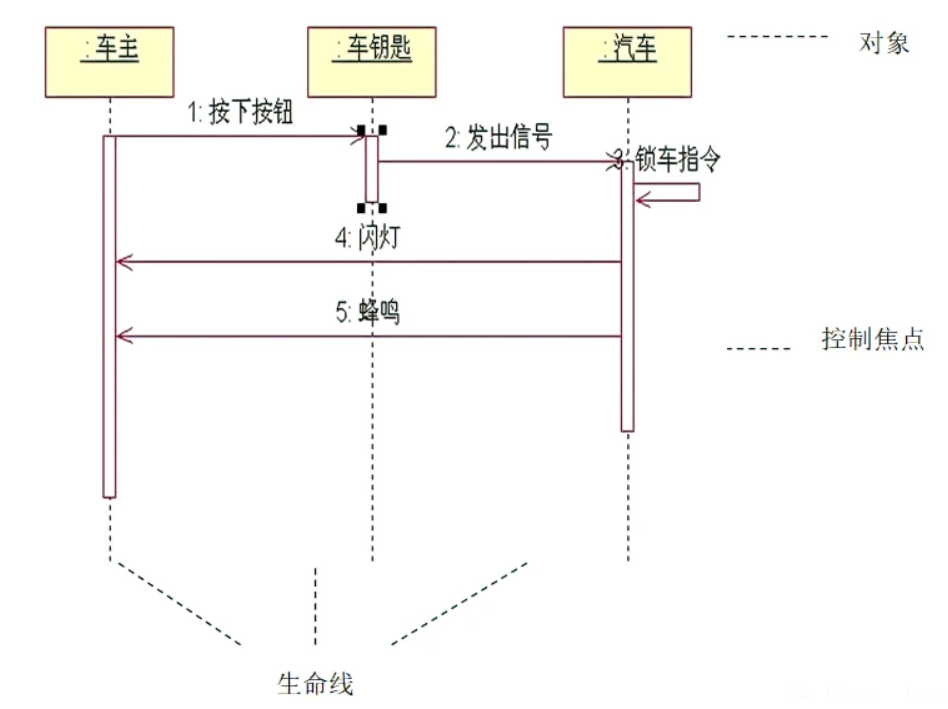 :车主
:车钥匙
:汽车
对象
1: 按下按钮
2: 发出信号
3: 锁车指令
4: 闪灯
5: 蜂鸣
控制焦点
生命线